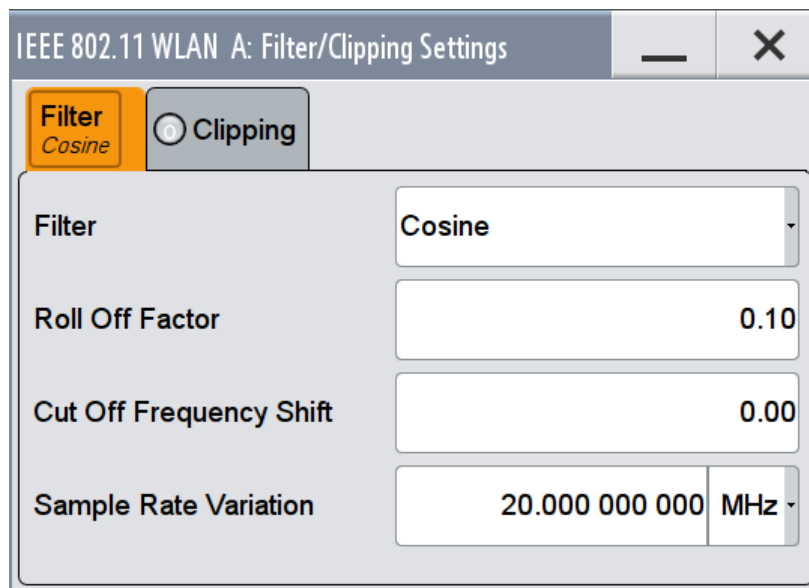 IEEE 802.11 WLAN A: Filter/Clipping Settings
Filter
Cosine
0 Clipping
Filter Cosine
Roll Off Factor 0.10
Cut Off Frequency Shift 0.00
Sample Rate Variation 20.000 000 000 MHz